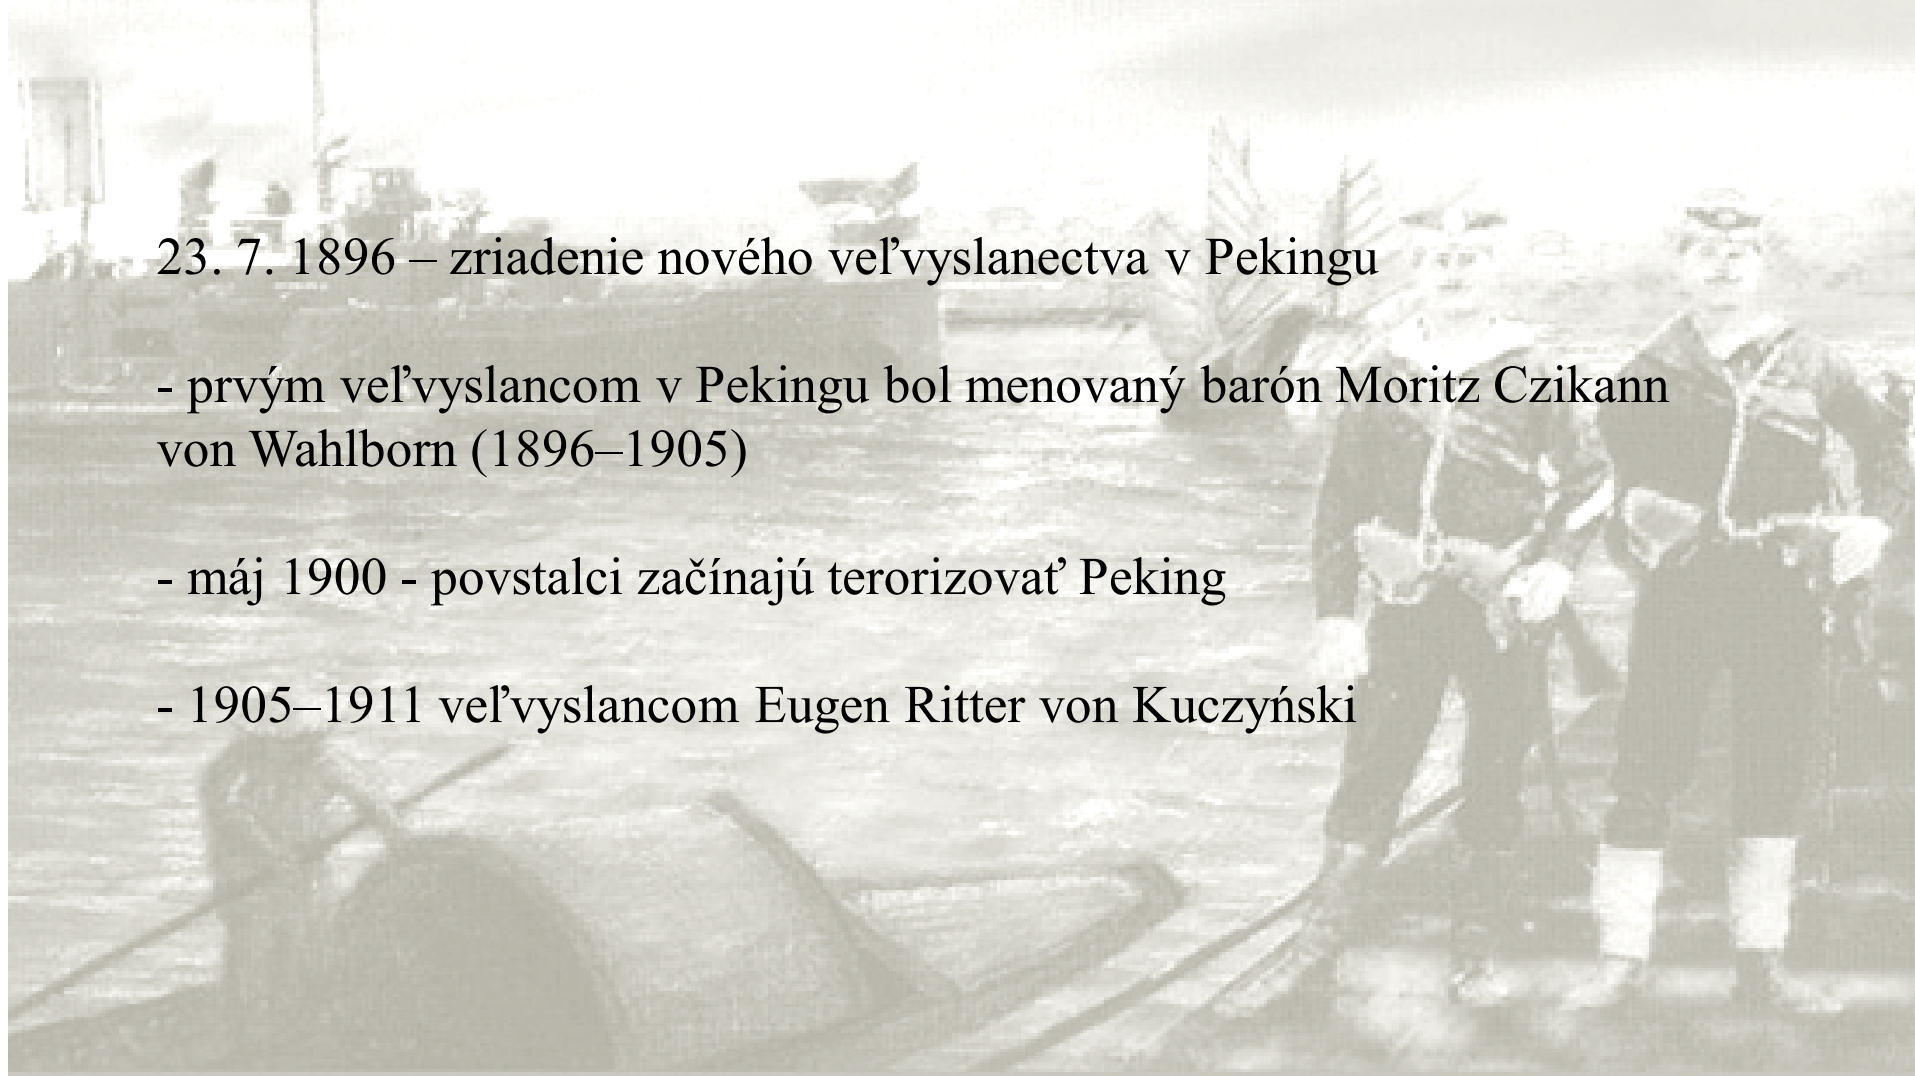 23. 7. 1896 – zriadenie nového veľvyslanectva v Pekingu
- prvým veľvyslancom v Pekingu bol menovaný barón Moritz Czikann
von Wahlborn (1896–1905)
- máj 1900 - povstalci začínajú terorizovať Peking
- 1905–1911 veľvyslancom Eugen Ritter von Kuczyński